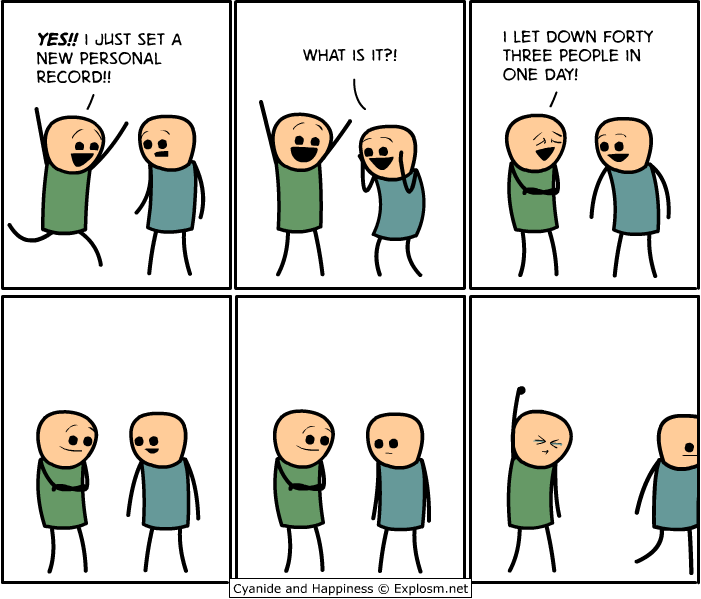 YES!! I JUST SET A
NEW PERSONAL
RECORD!!
WHAT IS IT?!
I LET DOWN FORTY
THREE PEOPLE IN
ONE DAY!
Cyanide and Happiness © Explosm.net